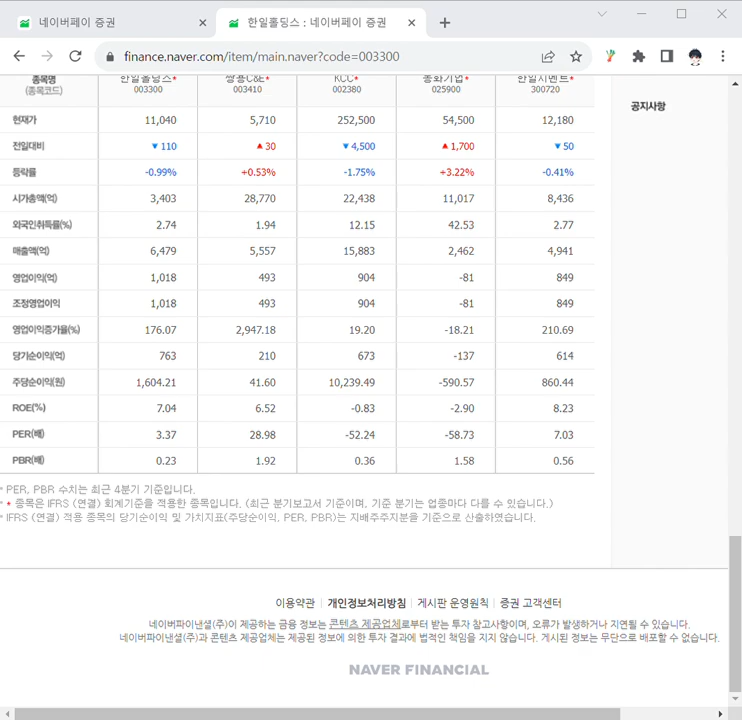 네이버페이 증권
한일홀딩스 : 네이버페이 증권
finance.naver.com/item/main.naver?code=003300
종목명 한일홀딩스* 쌍용C&E* KCC* 동화기업* 한일시멘트*
(종목코드) 003300 003410 002380 025900 300720
공지사항
현재가 11,040 5,710 252,500 54,500 12,180
전일대비 ▼110 ▲30 ▼4,500 ▲1,700 ▼50
등락률 -0.99% +0.53% -1.75% +3.22% -0.41%
시가총액(억) 3,403 28,770 22,438 11,017 8,436
외국인취득률(%) 2.74 1.94 12.15 42.53 2.77
매출액(억) 6,479 5,557 15,883 2,462 4,941
영업이익(억) 1,018 493 904 -81 849
조정영업이익 1,018 493 904 -81 849
영업이익증가율(%) 176.07 2,947.18 19.20 -18.21 210.69
당기순이익(억) 763 210 673 -137 614
주당순이익(원) 1,604.21 41.60 10,239.49 -590.57 860.44
ROE(%) 7.04 6.52 -0.83 -2.90 8.23
PER(배) 3.37 28.98 -52.24 -58.73 7.03
PBR(배) 0.23 1.92 0.36 1.58 0.56
* PER, PBR 수치는 최근 4분기 기준입니다.
* * 종목은 IFRS (연결) 회계기준을 적용한 종목입니다. (최근 분기보고서 기준이며, 기준 분기는 업종마다 다를 수 있습니다.)
* IFRS (연결) 적용 종목의 당기순이익 및 가치지표(주당순이익, PER, PBR)는 지배주주지분을 기준으로 산출하였습니다.
이용약관 | 개인정보처리방침 | 게시판 운영원칙 | 증권 고객센터
네이버파이낸셜(주)이 제공하는 금융 정보는 콘텐츠 제공업체로부터 받는 투자 참고사항이며, 오류가 발생하거나 지연될 수 있습니다.
네이버파이낸셜(주)과 콘텐츠 제공업체는 제공된 정보에 의한 투자 결과에 법적인 책임을 지지 않습니다. 게시된 정보는 무단으로 배포할 수 없습니다.
NAVER FINANCIAL